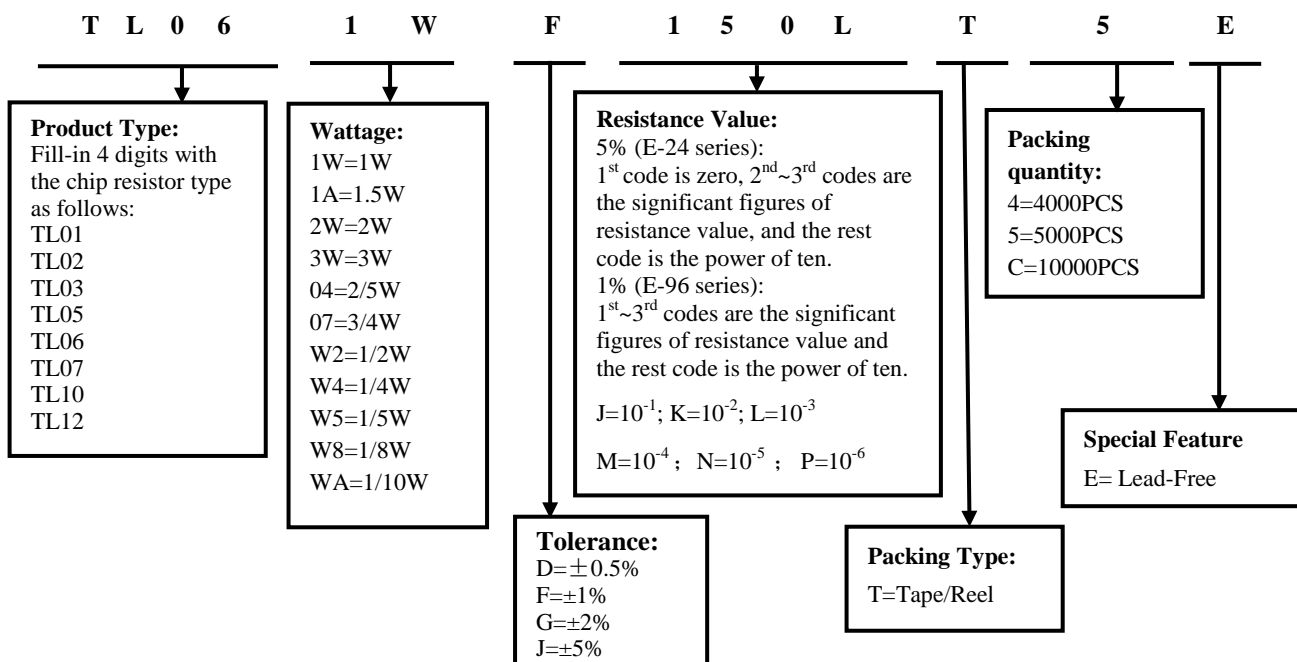 T L 0 6 1 W F 1 5 0 L T 5 E
Product Type:
Fill-in 4 digits with
the chip resistor type
as follows:
TL01
TL02
TL03
TL05
TL06
TL07
TL10
TL12
Wattage:
1W=1W
1A=1.5W
2W=2W
3W=3W
04=2/5W
07=3/4W
W2=1/2W
W4=1/4W
W5=1/5W
W8=1/8W
WA=1/10W
Tolerance:
D=±0.5%
F=±1%
G=±2%
J=±5%
Resistance Value:
5% (E-24 series):
1st code is zero, 2nd~3rd codes are
the significant figures of
resistance value, and the rest
code is the power of ten.
1% (E-96 series):
1st~3rd codes are the significant
figures of resistance value and
the rest code is the power of ten.
J=10-1; K=10-2; L=10-3
M=10-4 ； N=10-5 ； P=10-6
Packing Type:
T=Tape/Reel
Packing
quantity:
4=4000PCS
5=5000PCS
C=10000PCS
Special Feature
E= Lead-Free